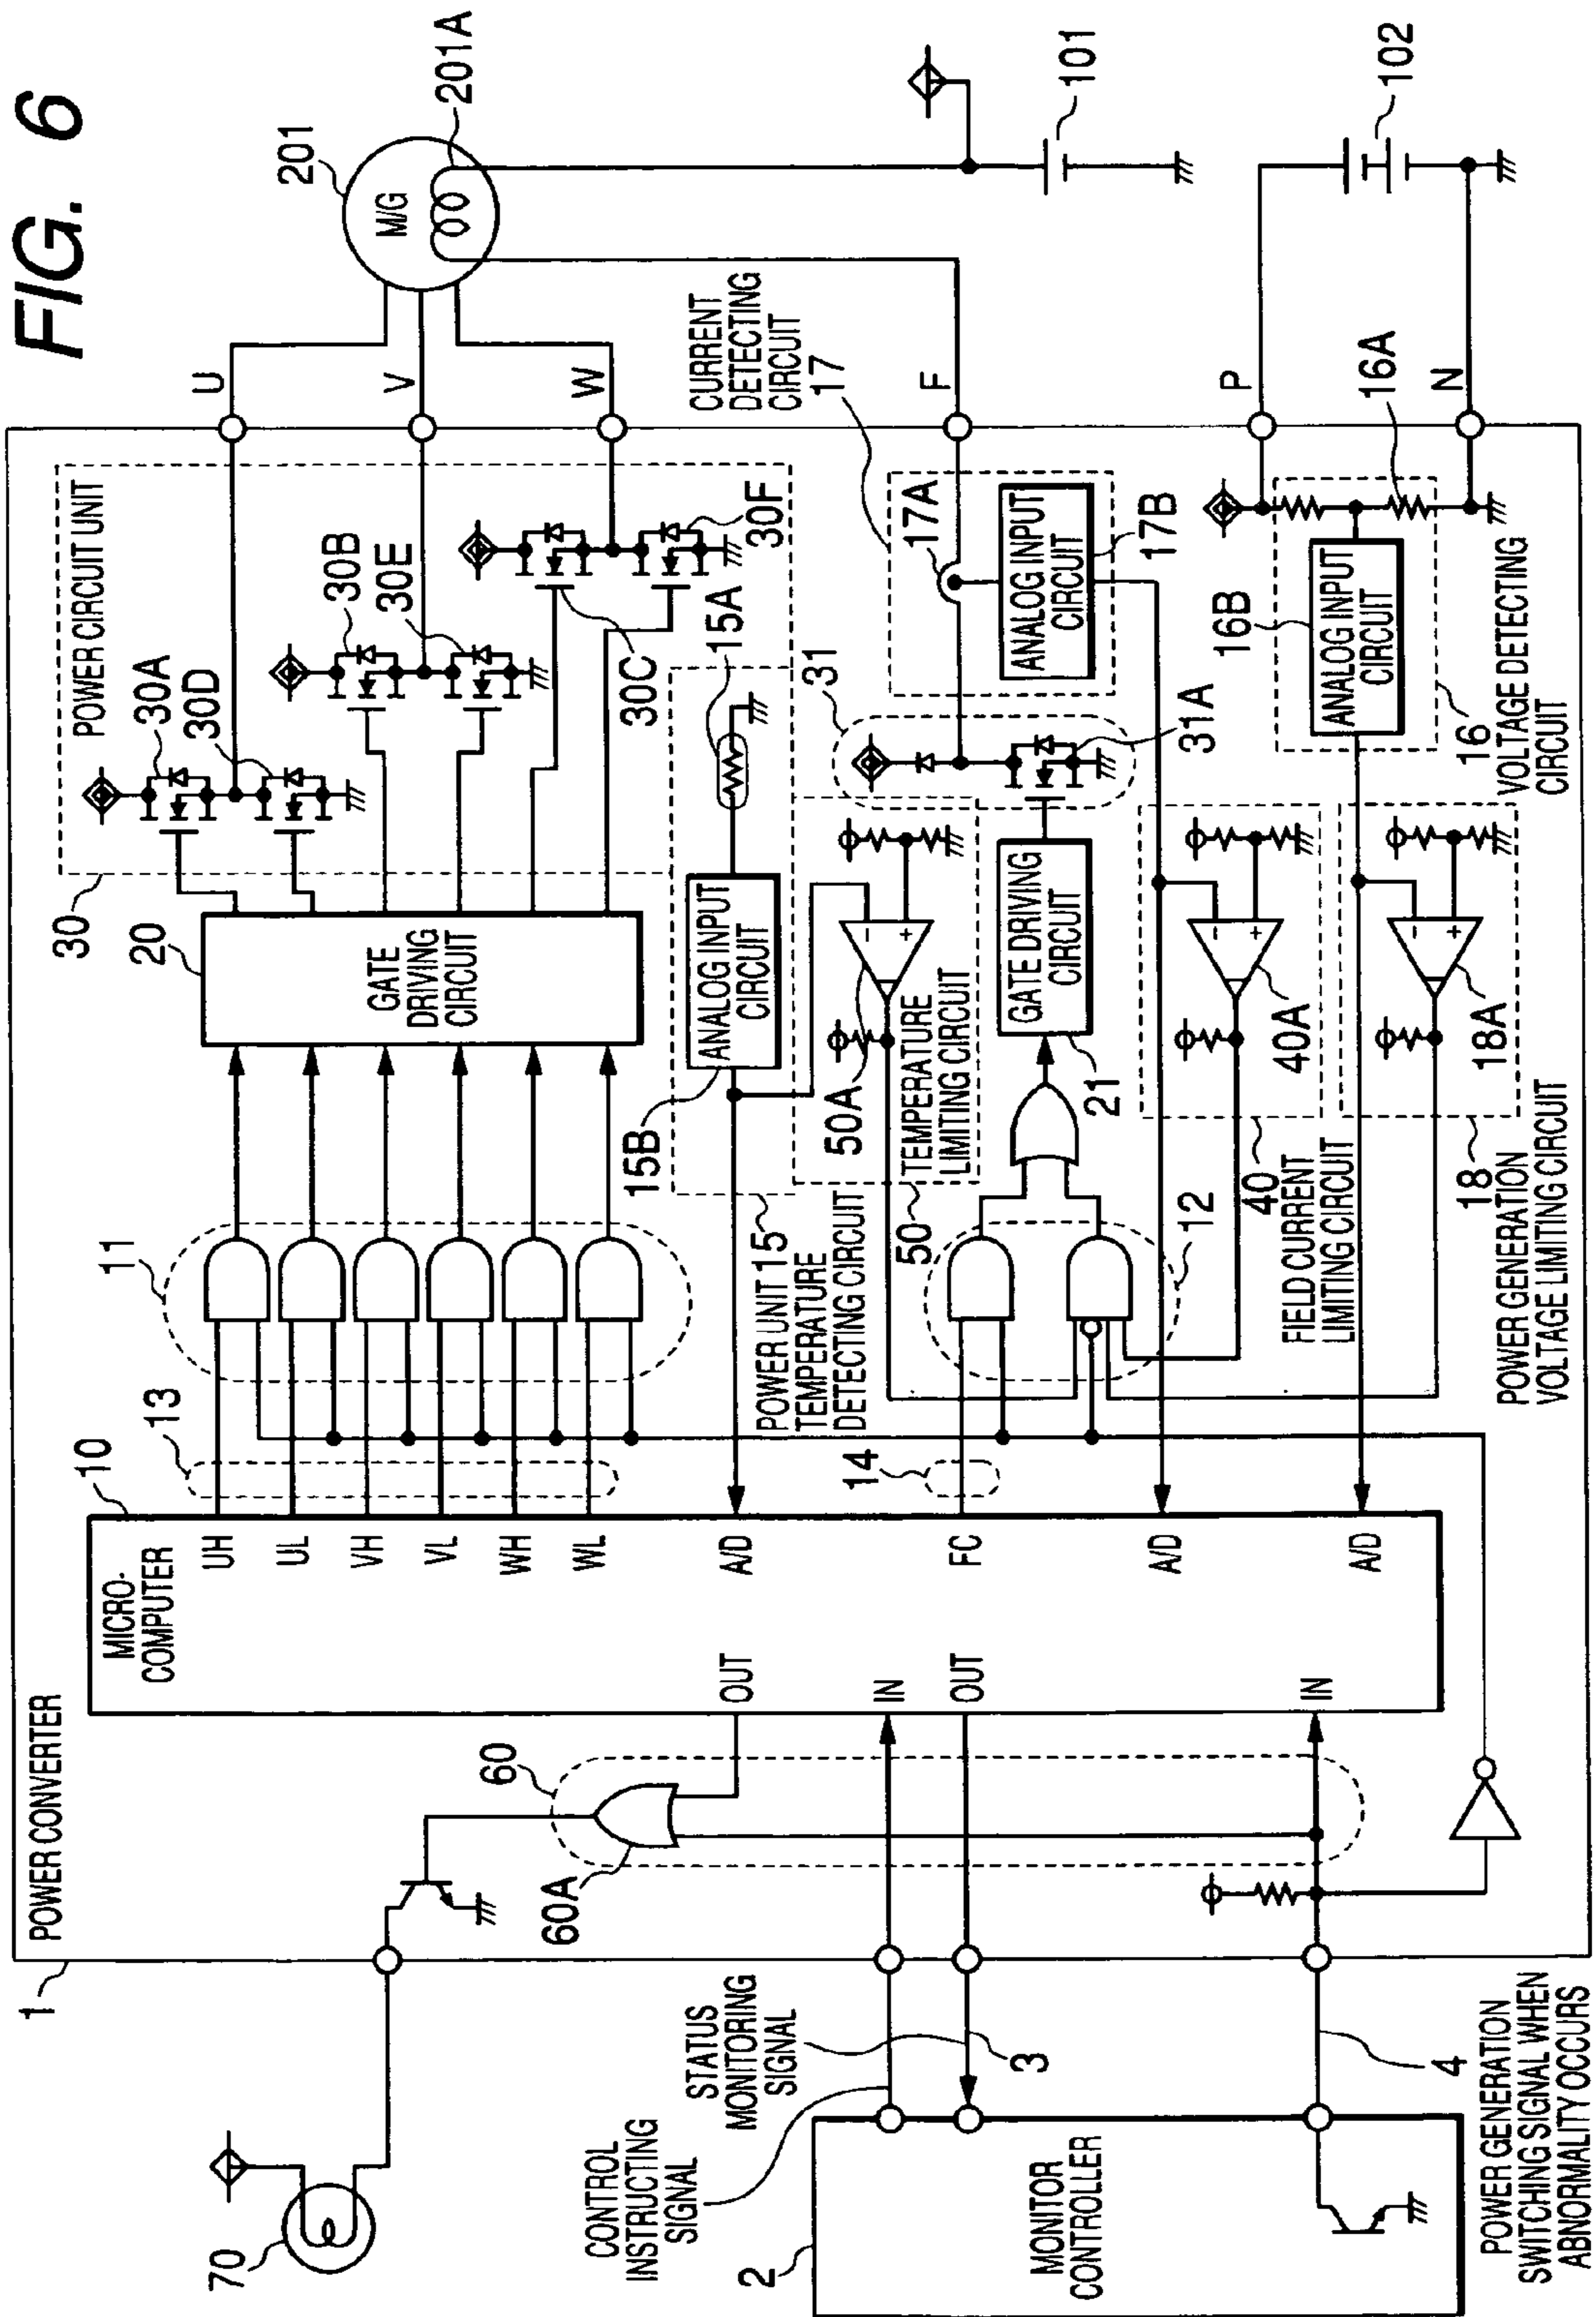 FIG. 6
201
M/G
201A
101
102
U
V
W
CURRENT
DETECTING
CIRCUIT
17
F
P
N
16A
POWER CIRCUIT UNIT
30A
30D
30B
30E
30C
30F
15A
31
31A
17A
ANALOG INPUT
CIRCUIT
17B
16B
ANALOG INPUT
CIRCUIT
16
VOLTAGE DETECTING
CIRCUIT
30
20
GATE
DRIVING
CIRCUIT
15B
ANALOG INPUT
CIRCUIT
50A
-
+
TEMPERATURE
LIMITING CIRCUIT
GATE DRIVING
CIRCUIT
21
-
+
40A
-
+
18A
11
POWER UNIT 15
TEMPERATURE
DETECTING CIRCUIT
50
12
40
FIELD CURRENT
LIMITING CIRCUIT
18
POWER GENERATION
VOLTAGE LIMITING CIRCUIT
13
14
10
MICRO-
COMPUTER
UH
UL
VH
VL
WH
WL
A/D
FC
A/D
A/D
OUT
IN
OUT
IN
POWER CONVERTER
60
60A
1
STATUS
MONITORING
SIGNAL
3
4
CONTROL
INSTRUCTING
SIGNAL
70
2
MONITOR
CONTROLLER
POWER GENERATION
SWITCHING SIGNAL WHEN
ABNORMALITY OCCURS